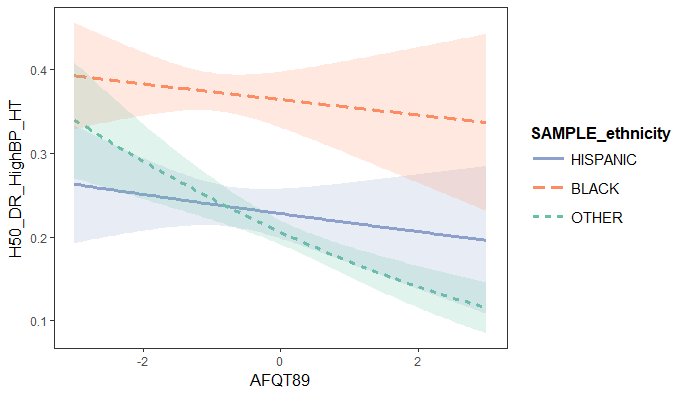 H50_DR_HighBP_HT
0.4
0.3
0.2
0.1
-2
0
2
AFQT89
SAMPLE_ethnicity
HISPANIC
BLACK
OTHER